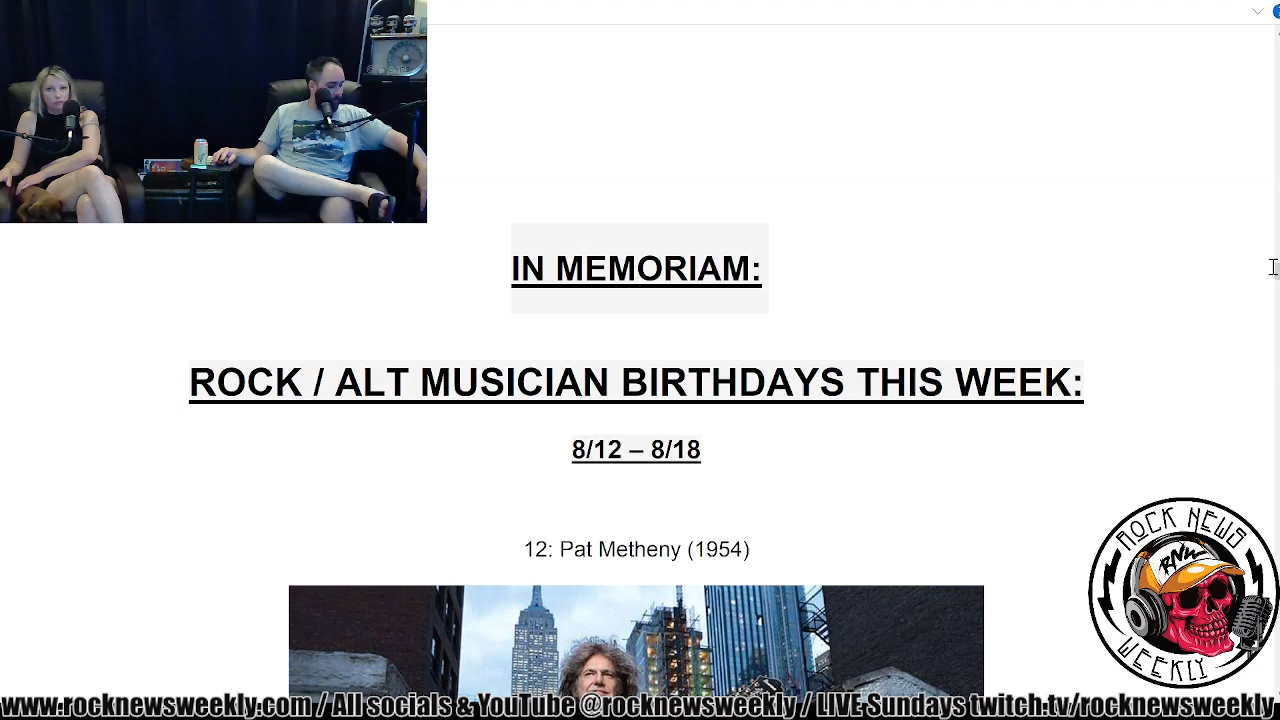 IN MEMORIAM:
ROCK / ALT MUSICIAN BIRTHDAYS THIS WEEK:
8/12 – 8/18
12: Pat Metheny (1954)
ROCK NEWS
RNW
WEEKLY
www.rocknewsweekly.com / All socials & YouTube @rocknewsweekly / LIVE Sundays twitch.tv/rocknewsweekly